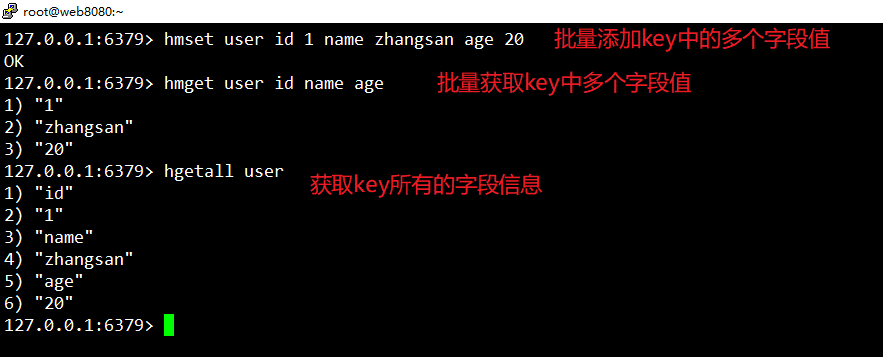 root@web8080:~
127.0.0.1:6379> hmset user id 1 name zhangsan age 20 批量添加key中的多个字段值
OK
127.0.0.1:6379> hmget user id name age 批量获取key中多个字段值
1) "1"
2) "zhangsan"
3) "20"
127.0.0.1:6379> hgetall user
获取key所有的字段信息
1) "id"
2) "1"
3) "name"
4) "zhangsan"
5) "age"
6) "20"
127.0.0.1:6379>